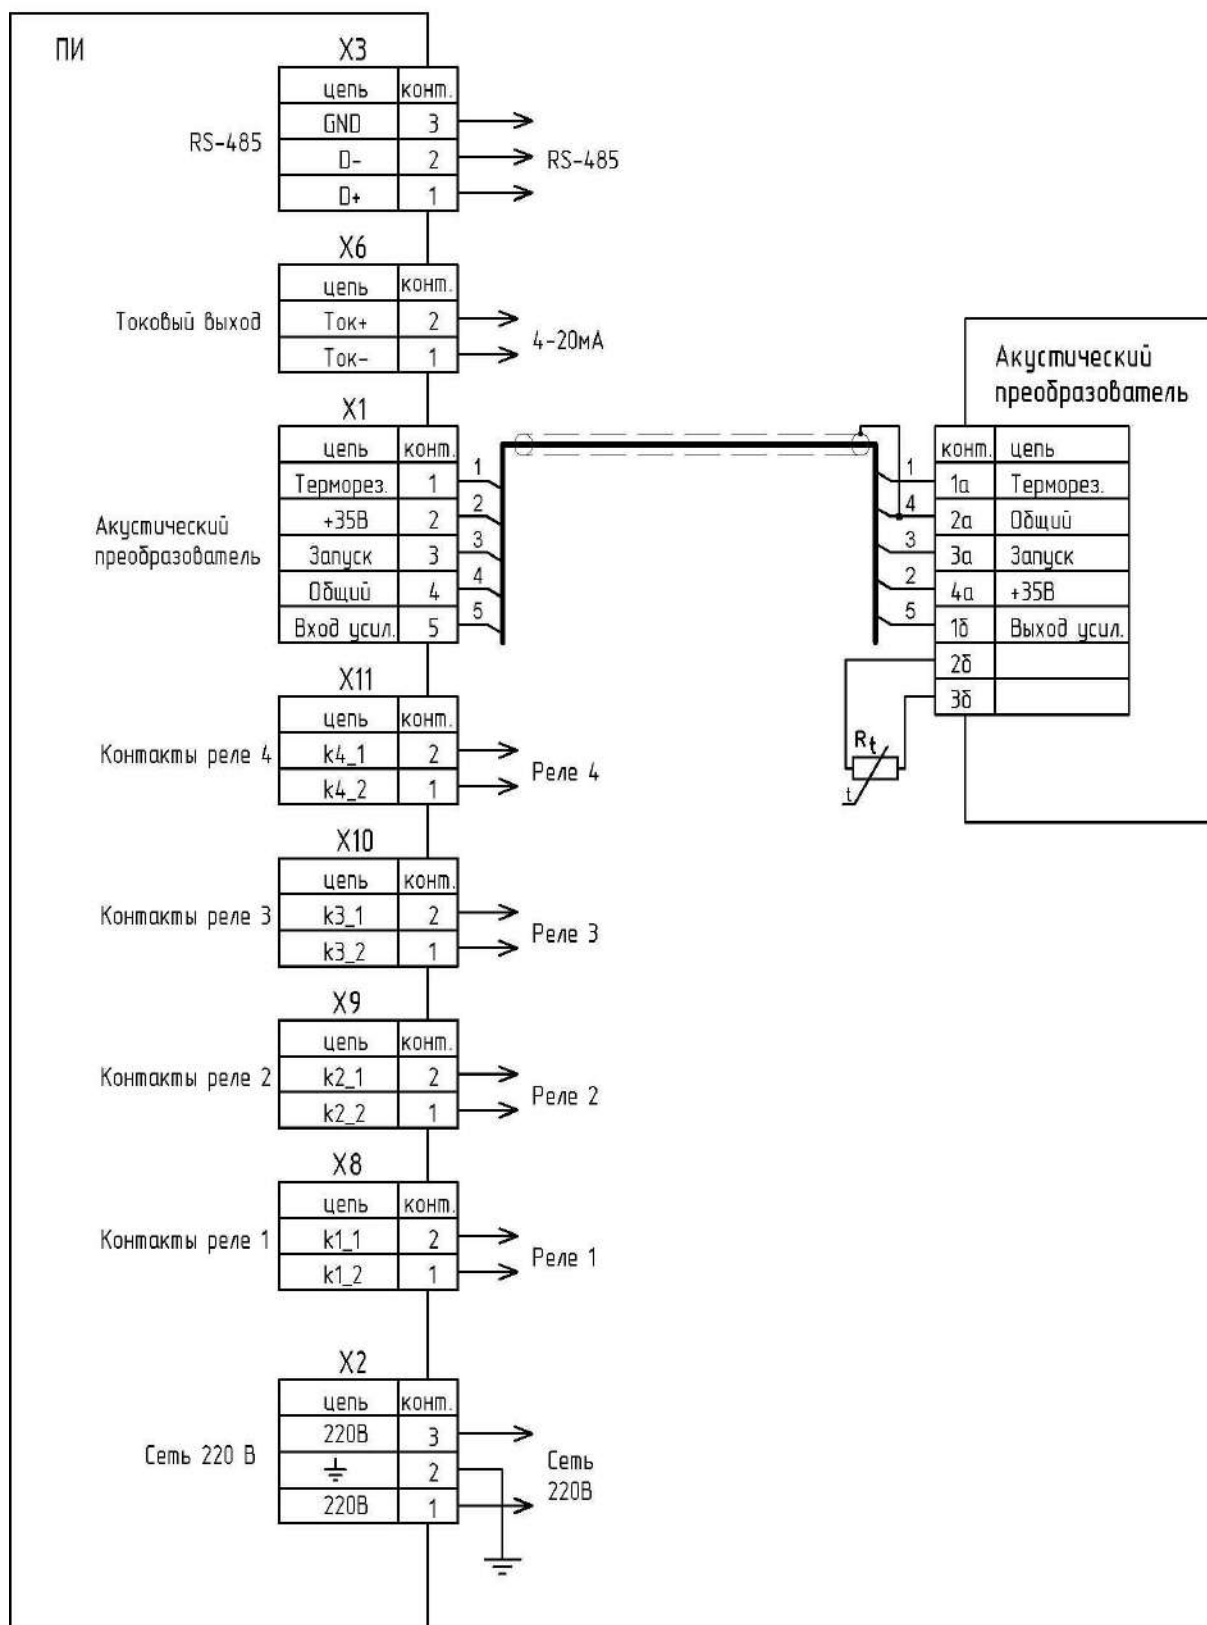 ПИ
X3
цепь конт.
GND 3
D- 2
D+ 1
RS-485
RS-485
X6
цепь конт.
Ток+ 2
Ток- 1
Токовый выход
4-20мА
X1
цепь конт.
Терморез. 1 1
+35В 2 2
Запуск 3 3
Общий 4 4
Вход усил. 5 5
Акустический
преобразователь
Акустический
преобразователь
конт. цепь
1 1а Терморез.
4 2а Общий
3 3а Запуск
2 4а +35В
5 1б Выход усил.
2б
3б
Rt
t
X11
цепь конт.
k4_1 2
k4_2 1
Контакты реле 4
Реле 4
X10
цепь конт.
k3_1 2
k3_2 1
Контакты реле 3
Реле 3
X9
цепь конт.
k2_1 2
k2_2 1
Контакты реле 2
Реле 2
X8
цепь конт.
k1_1 2
k1_2 1
Контакты реле 1
Реле 1
X2
цепь конт.
220В 3
2
220В 1
Сеть 220 В
Сеть
220В